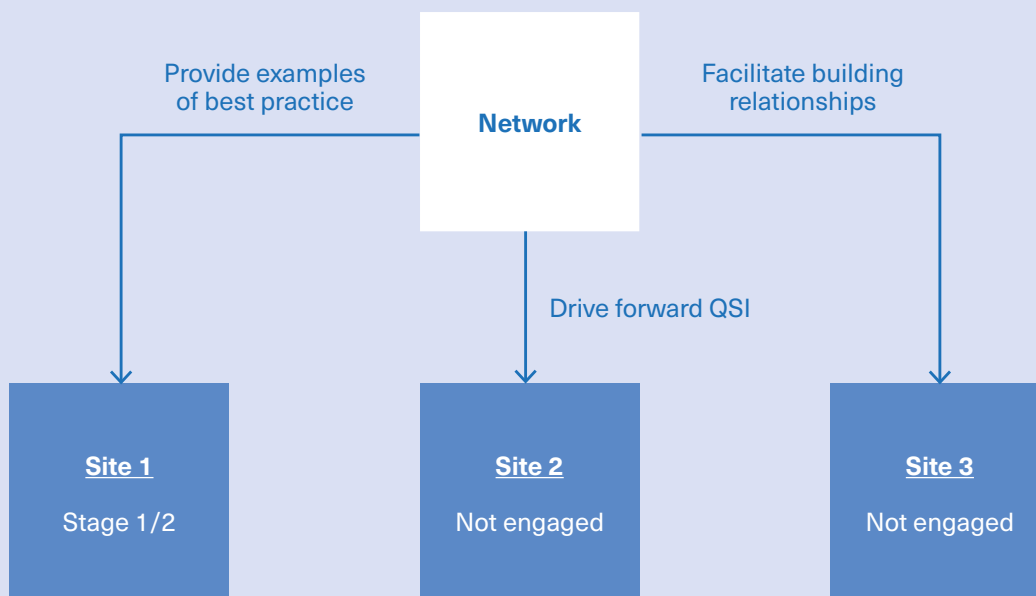 Provide examples
of best practice
Network
Facilitate building
relationships
Drive forward QSI
Site 1
Stage 1/2
Site 2
Not engaged
Site 3
Not engaged